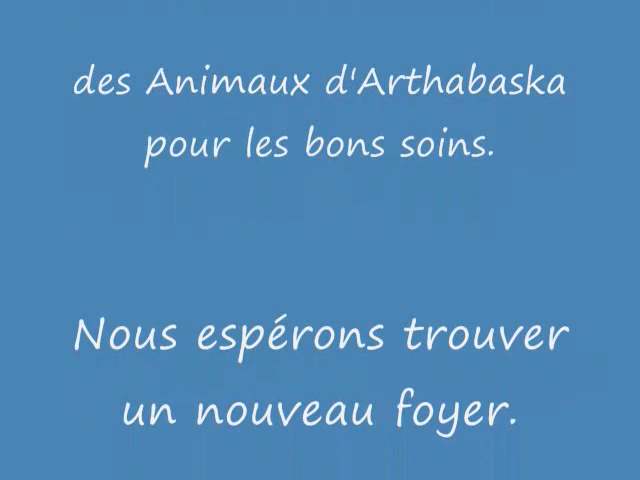 des Animaux d'Arthabaska
pour les bons soins.
Nous espérons trouver
un nouveau foyer.